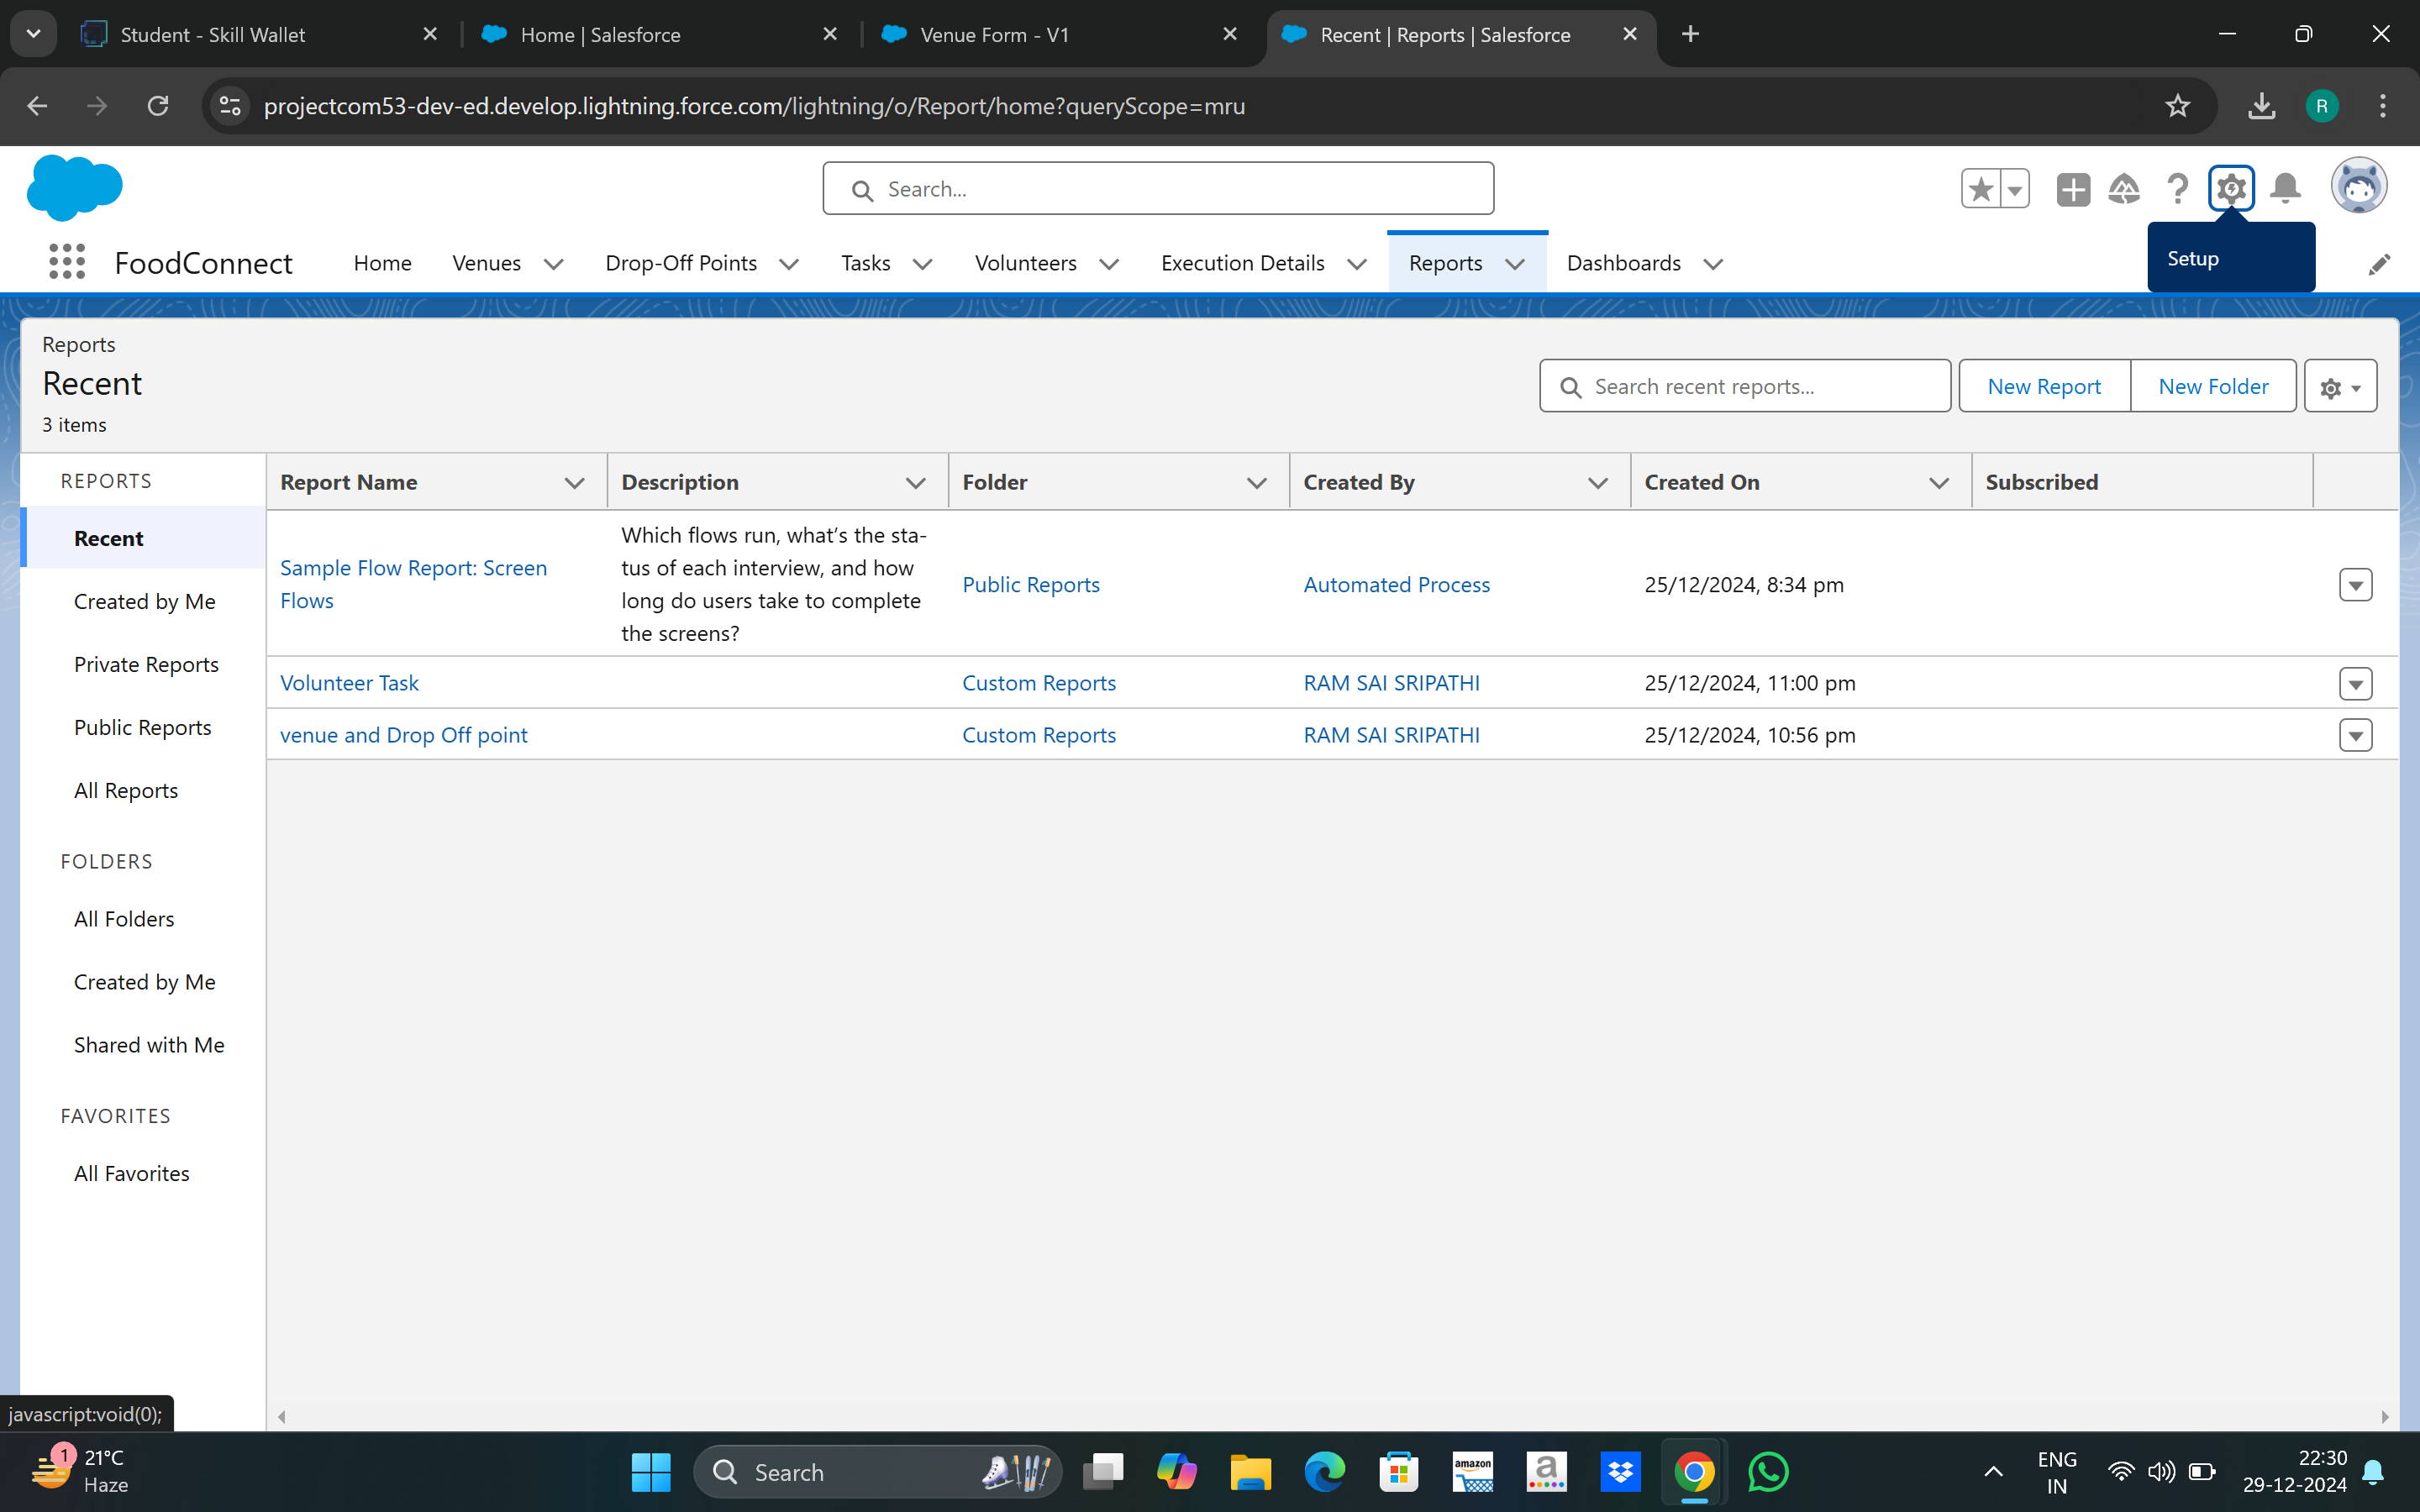 Student - Skill Wallet
Home | Salesforce
Venue Form - V1
Recent | Reports | Salesforce
projectcom53-dev-ed.develop.lightning.force.com/lightning/o/Report/home?queryScope=mru
R
Search...
Setup
FoodConnect
Home
Venues
Drop-Off Points
Tasks
Volunteers
Execution Details
Reports
Dashboards
Reports
Recent
3 items
Search recent reports...
New Report
New Folder
REPORTS
Recent
Created by Me
Private Reports
Public Reports
All Reports
FOLDERS
All Folders
Created by Me
Shared with Me
FAVORITES
All Favorites
Report Name
Description
Folder
Created By
Created On
Subscribed
Sample Flow Report: Screen
Flows
Which flows run, what’s the sta-
tus of each interview, and how
long do users take to complete
the screens?
Public Reports
Automated Process
25/12/2024, 8:34 pm
Volunteer Task
Custom Reports
RAM SAI SRIPATHI
25/12/2024, 11:00 pm
venue and Drop Off point
Custom Reports
RAM SAI SRIPATHI
25/12/2024, 10:56 pm
javascript:void(0);
1
21°C
Haze
Search
amazon
a
ENG
IN
22:30
29-12-2024